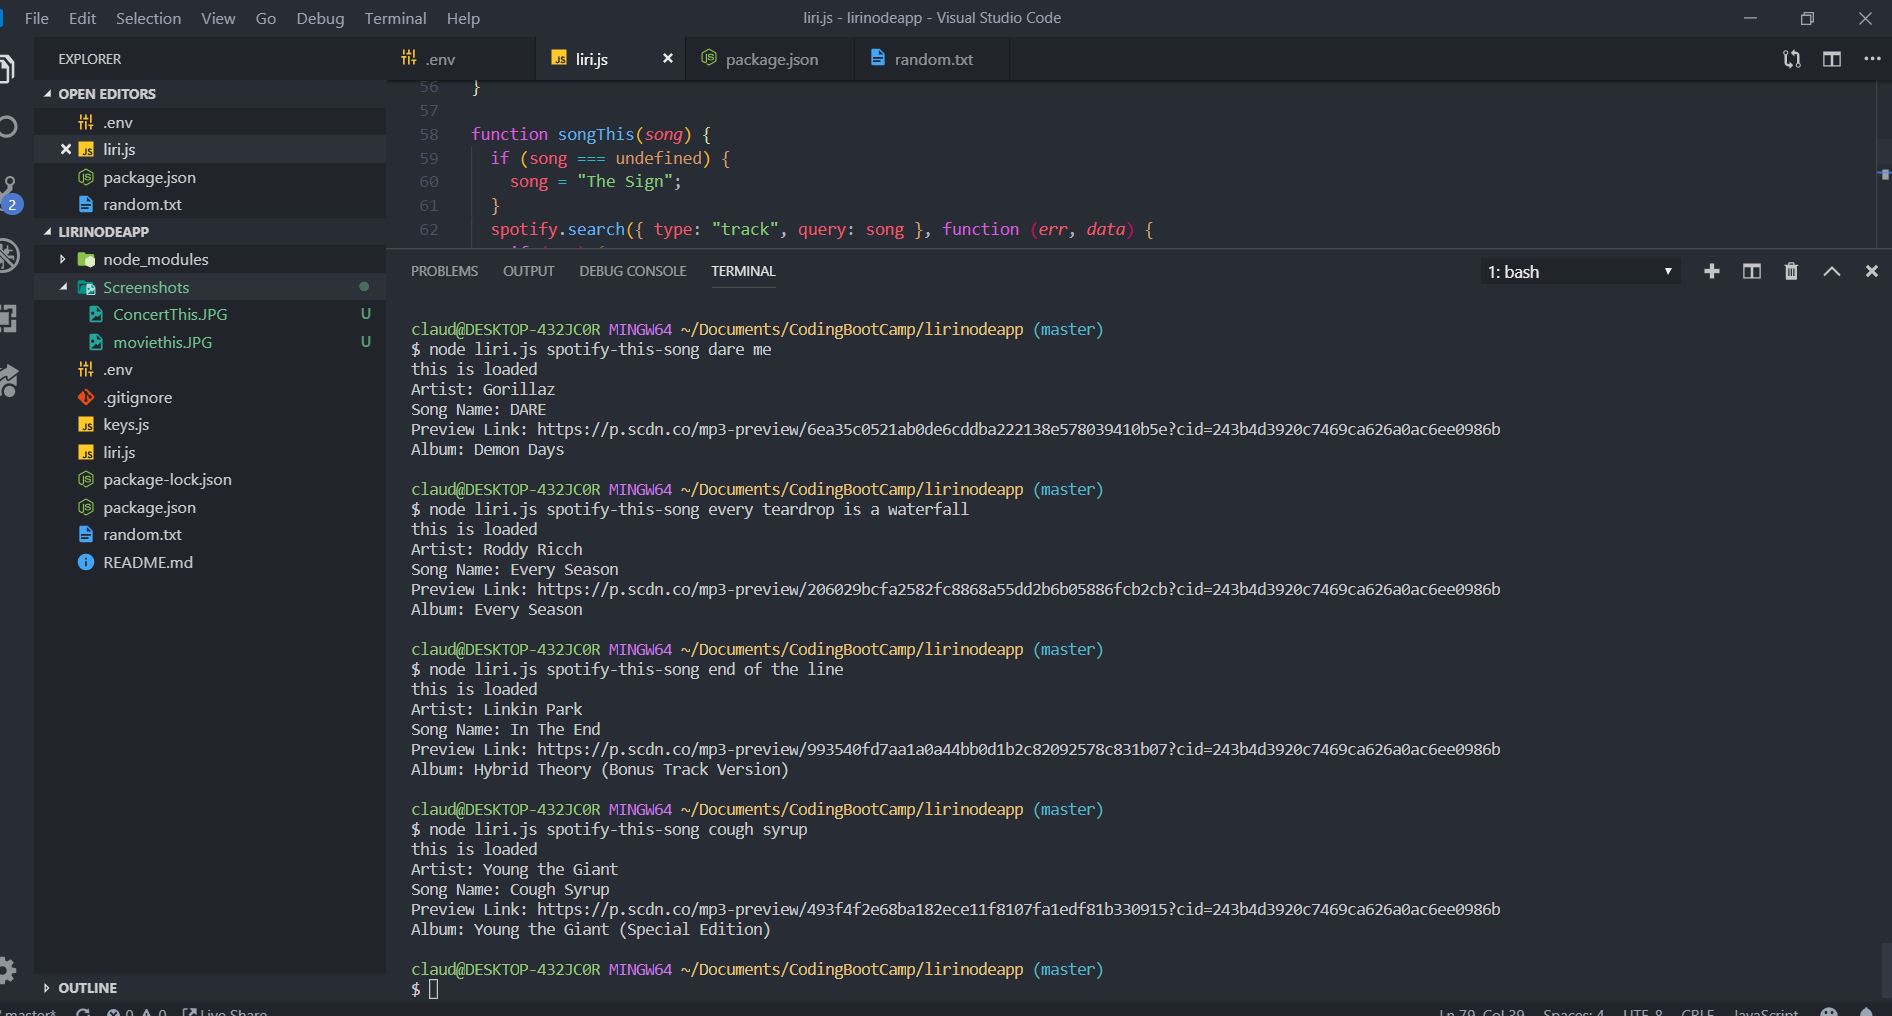 File Edit Selection View Go Debug Terminal Help
liri.js - lirinodeapp - Visual Studio Code
EXPLORER
OPEN EDITORS
.env
liri.js
package.json
random.txt
LIRINODEAPP
node_modules
Screenshots
ConcertThis.JPG U
moviethis.JPG U
.env
.gitignore
keys.js
liri.js
package-lock.json
package.json
random.txt
README.md
OUTLINE
2
.env liri.js package.json random.txt
56 }
57
58 function songThis(song) {
59 if (song === undefined) {
60 song = "The Sign";
61 }
62 spotify.search({ type: "track", query: song }, function (err, data) {
PROBLEMS OUTPUT DEBUG CONSOLE TERMINAL
1: bash
claud@DESKTOP-432JC0R MINGW64 ~/Documents/CodingBootCamp/lirinodeapp (master)
$ node liri.js spotify-this-song dare me
this is loaded
Artist: Gorillaz
Song Name: DARE
Preview Link: https://p.scdn.co/mp3-preview/6ea35c0521ab0de6cddba222138e578039410b5e?cid=243b4d3920c7469ca626a0ac6ee0986b
Album: Demon Days
claud@DESKTOP-432JC0R MINGW64 ~/Documents/CodingBootCamp/lirinodeapp (master)
$ node liri.js spotify-this-song every teardrop is a waterfall
this is loaded
Artist: Roddy Ricch
Song Name: Every Season
Preview Link: https://p.scdn.co/mp3-preview/206029bcfa2582fc8868a55dd2b6b05886fcb2cb?cid=243b4d3920c7469ca626a0ac6ee0986b
Album: Every Season
claud@DESKTOP-432JC0R MINGW64 ~/Documents/CodingBootCamp/lirinodeapp (master)
$ node liri.js spotify-this-song end of the line
this is loaded
Artist: Linkin Park
Song Name: In The End
Preview Link: https://p.scdn.co/mp3-preview/993540fd7aa1a0a44bb0d1b2c82092578c831b07?cid=243b4d3920c7469ca626a0ac6ee0986b
Album: Hybrid Theory (Bonus Track Version)
claud@DESKTOP-432JC0R MINGW64 ~/Documents/CodingBootCamp/lirinodeapp (master)
$ node liri.js spotify-this-song cough syrup
this is loaded
Artist: Young the Giant
Song Name: Cough Syrup
Preview Link: https://p.scdn.co/mp3-preview/493f4f2e68ba182ece11f8107fa1edf81b330915?cid=243b4d3920c7469ca626a0ac6ee0986b
Album: Young the Giant (Special Edition)
claud@DESKTOP-432JC0R MINGW64 ~/Documents/CodingBootCamp/lirinodeapp (master)
$
master* 0 0 Live Share Ln 79, Col 39 Spaces: 4 UTF-8 CRLF JavaScript